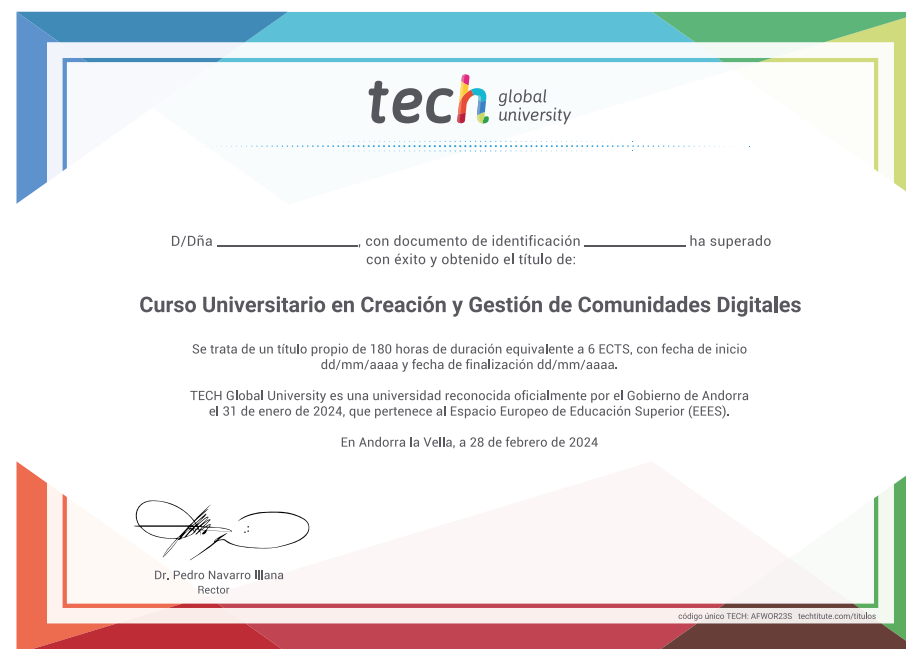 tech global university
D/Dña ____________________, con documento de identificación ______________ ha superado
con éxito y obtenido el título de:
Curso Universitario en Creación y Gestión de Comunidades Digitales
Se trata de un título propio de 180 horas de duración equivalente a 6 ECTS, con fecha de inicio
dd/mm/aaaa y fecha de finalización dd/mm/aaaa.
TECH Global University es una universidad reconocida oficialmente por el Gobierno de Andorra
el 31 de enero de 2024, que pertenece al Espacio Europeo de Educación Superior (EEES).
En Andorra la Vella, a 28 de febrero de 2024
Dr. Pedro Navarro Illana
Rector
código único TECH: AFWOR23S techtitute.com/titulos